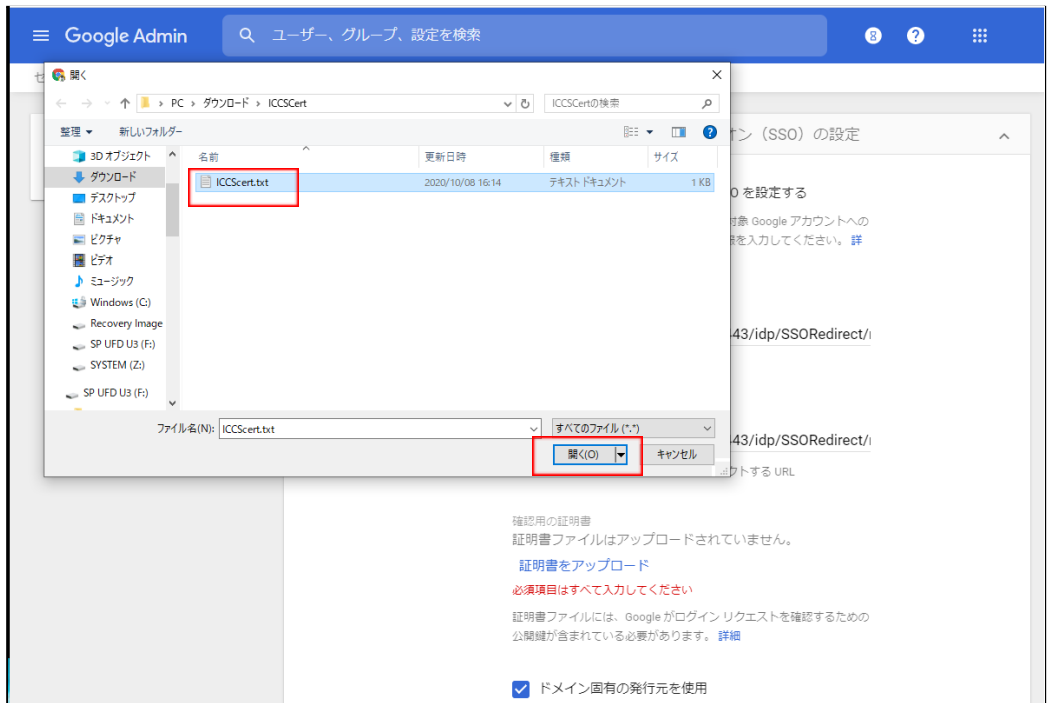 Google Admin
ユーザー、グループ、設定を検索
?
セ
開く
PC › ダウンロード › ICCSCert
ICCSCertの検索
整理
新しいフォルダー
?
3D オブジェクト
ダウンロード
デスクトップ
ドキュメント
ピクチャ
ビデオ
ミュージック
Windows (C:)
Recovery Image
SP UFD U3 (F:)
SYSTEM (Z:)
SP UFD U3 (F:)
名前 更新日時 種類 サイズ
ICCScert.txt 2020/10/08 16:14 テキスト ドキュメント 1 KB
ファイル名(N): ICCScert.txt すべてのファイル (*.*)
開く(O) キャンセル
オン（SSO）の設定
O を設定する
対象 Google アカウントへの
を入力してください。 詳
43/idp/SSORedirect/
43/idp/SSORedirect/
クトする URL
確認用の証明書
証明書ファイルはアップロードされていません。
証明書をアップロード
必須項目はすべて入力してください
証明書ファイルには、Google がログイン リクエストを確認するための
公開鍵が含まれている必要があります。 詳細
ドメイン固有の発行元を使用